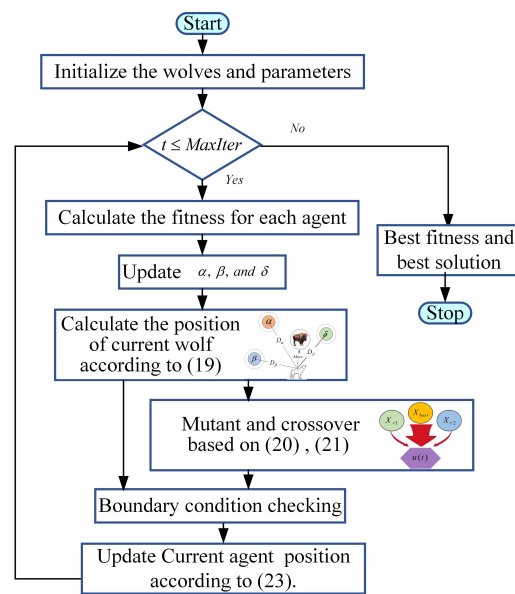 Start
Initialize the wolves and parameters
t ≤ MaxIter
No
Yes
Calculate the fitness for each agent
Update α, β, and δ
Best fitness and
best solution
Stop
Calculate the position
of current wolf
according to (19)
α
δ
β
Mutant and crossover
based on (20) , (21)
X_r1
X_best
X_r2
u(t)
Boundary condition checking
Update Current agent position
according to (23).